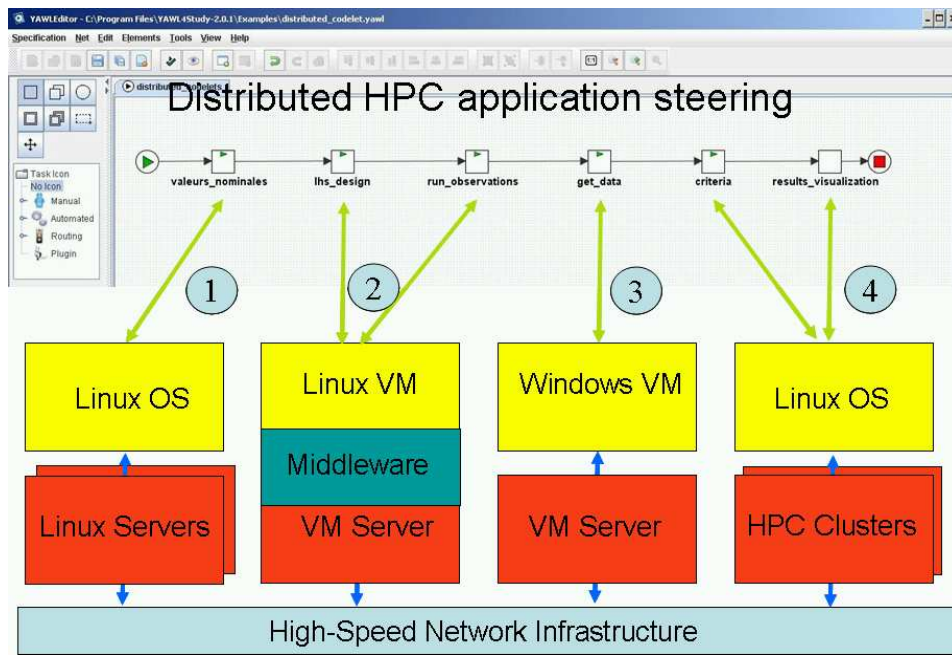 YAWLEditor - C:\Program Files\YAWL4Study-2.0.1\Examples\distributed_codelet.yawl
Specification Net Edit Elements Tools View Help
distributed_codelets
Distributed HPC application steering
Task Icon
No Icon
Manual
Automated
Routing
Plugin
valeurs_nominales
lhs_design
run_observations
get_data
criteria
results_visualization
1
2
3
4
Linux OS
Linux VM
Windows VM
Linux OS
Middleware
Linux Servers
VM Server
VM Server
HPC Clusters
High-Speed Network Infrastructure